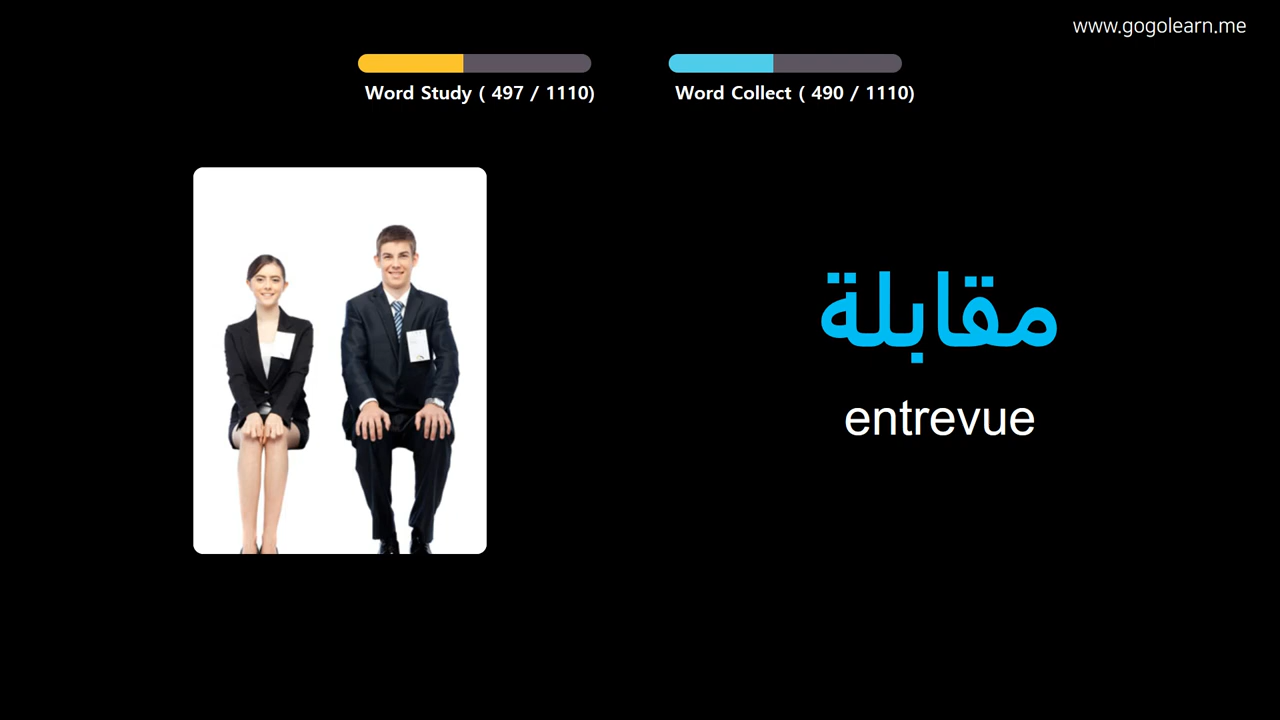 www.gogolearn.me
Word Study ( 497 / 1110)
Word Collect ( 490 / 1110)
مقابلة
entrevue